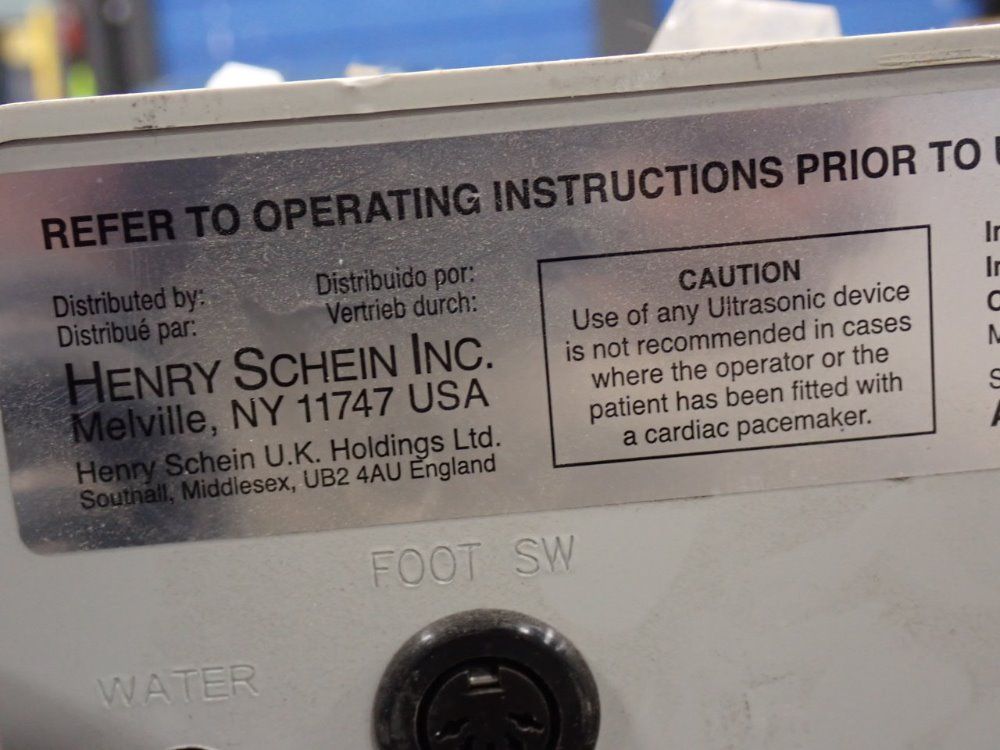 REFER TO OPERATING INSTRUCTIONS PRIOR TO
Distributed by:
Distribuido por:
Distribué par:
Vertrieb durch:
HENRY SCHEIN INC.
Melville, NY 11747 USA
Henry Schein U.K. Holdings Ltd.
Southall, Middlesex, UB2 4AU England
CAUTION
Use of any Ultrasonic device
is not recommended in cases
where the operator or the
patient has been fitted with
a cardiac pacemaker.
FOOT SW
WATER